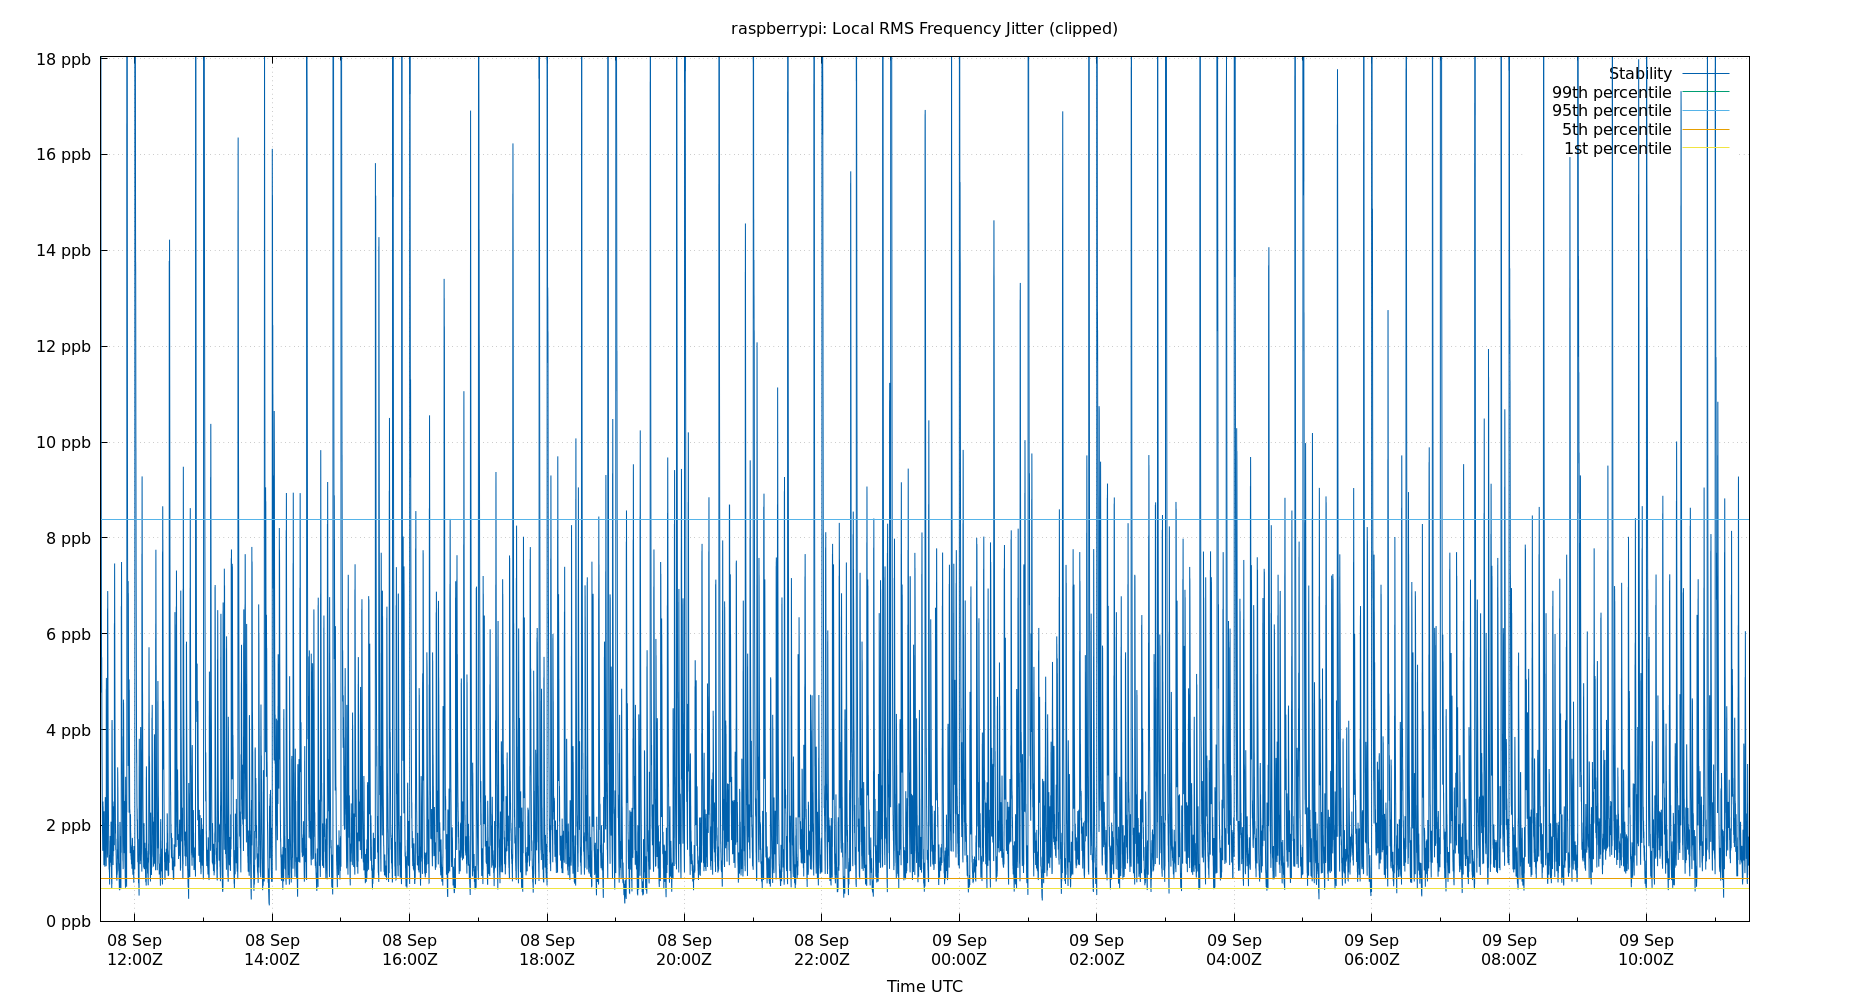 raspberrypi: Local RMS Frequency Jitter (clipped)
18 ppb
16 ppb
14 ppb
12 ppb
10 ppb
8 ppb
6 ppb
4 ppb
2 ppb
0 ppb
Stability
99th percentile
95th percentile
5th percentile
1st percentile
08 Sep 08 Sep 08 Sep 08 Sep 08 Sep 08 Sep 09 Sep 09 Sep 09 Sep 09 Sep 09 Sep 09 Sep
12:00Z 14:00Z 16:00Z 18:00Z 20:00Z 22:00Z 00:00Z 02:00Z 04:00Z 06:00Z 08:00Z 10:00Z
Time UTC